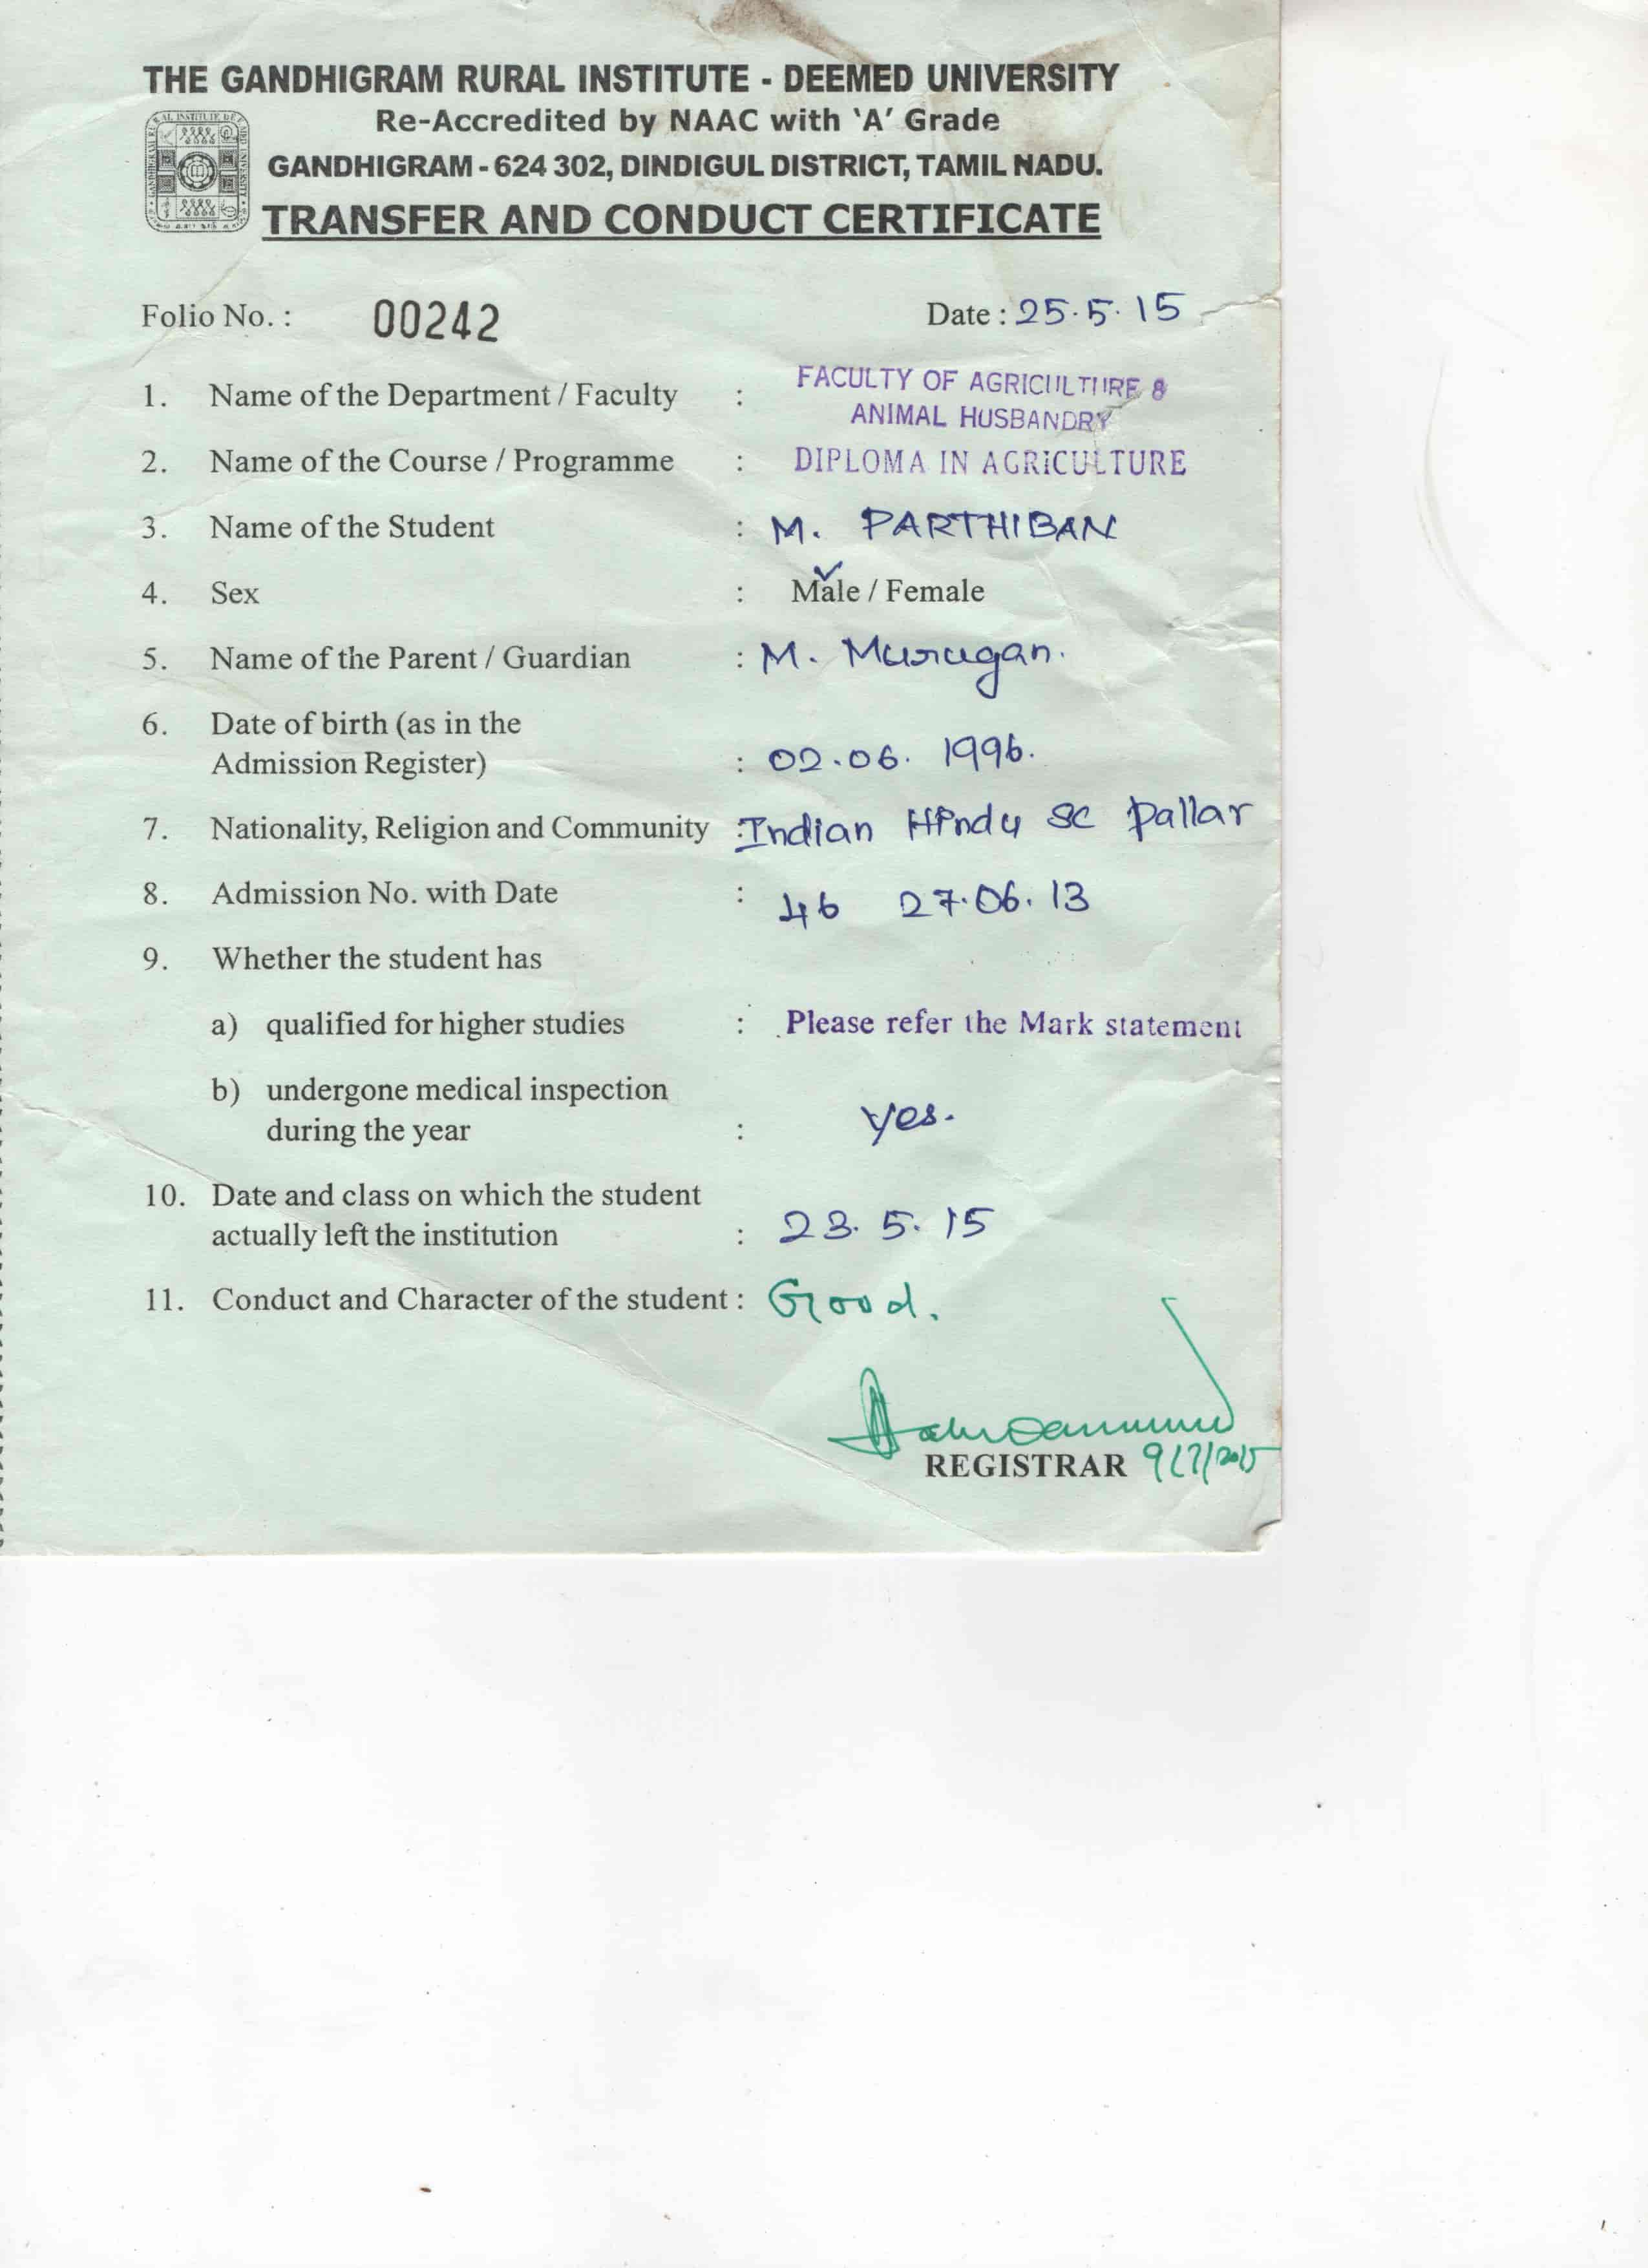 THE GANDHIGRAM RURAL INSTITUTE - DEEMED UNIVERSITY
Re-Accredited by NAAC with 'A' Grade
GANDHIGRAM - 624 302, DINDIGUL DISTRICT, TAMIL NADU.
TRANSFER AND CONDUCT CERTIFICATE
Folio No. : 00242 Date : 25.5.15
1. Name of the Department / Faculty : FACULTY OF AGRICULTURE &
ANIMAL HUSBANDRY
2. Name of the Course / Programme : DIPLOMA IN AGRICULTURE
3. Name of the Student : M. PARTHIBAN
4. Sex : Male / Female
5. Name of the Parent / Guardian : M. Murugan.
6. Date of birth (as in the
Admission Register) : 02.06. 1996.
7. Nationality, Religion and Community : Indian Hindu SC Pallar
8. Admission No. with Date : 46 27.06.13
9. Whether the student has
a) qualified for higher studies : Please refer the Mark statement
b) undergone medical inspection
during the year : yes.
10. Date and class on which the student
actually left the institution : 23.5.15
11. Conduct and Character of the student : Good.
REGISTRAR 9/7/2015